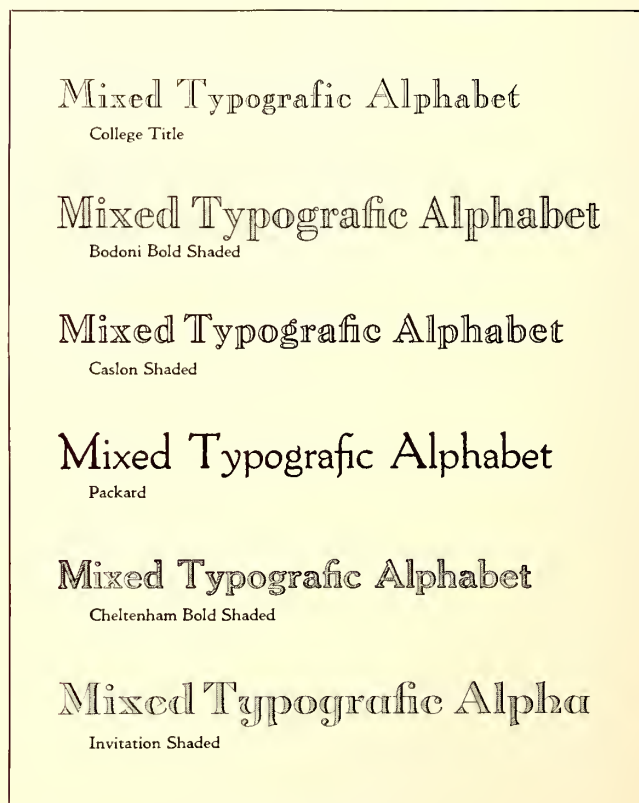 Mixed Typografic Alphabet
College Title
Mixed Typografic Alphabet
Bodoni Bold Shaded
Mixed Typografic Alphabet
Caslon Shaded
Mixed Typografic Alphabet
Packard
Mixed Typografic Alphabet
Cheltenham Bold Shaded
Mixed Typografic Alpha
Invitation Shaded